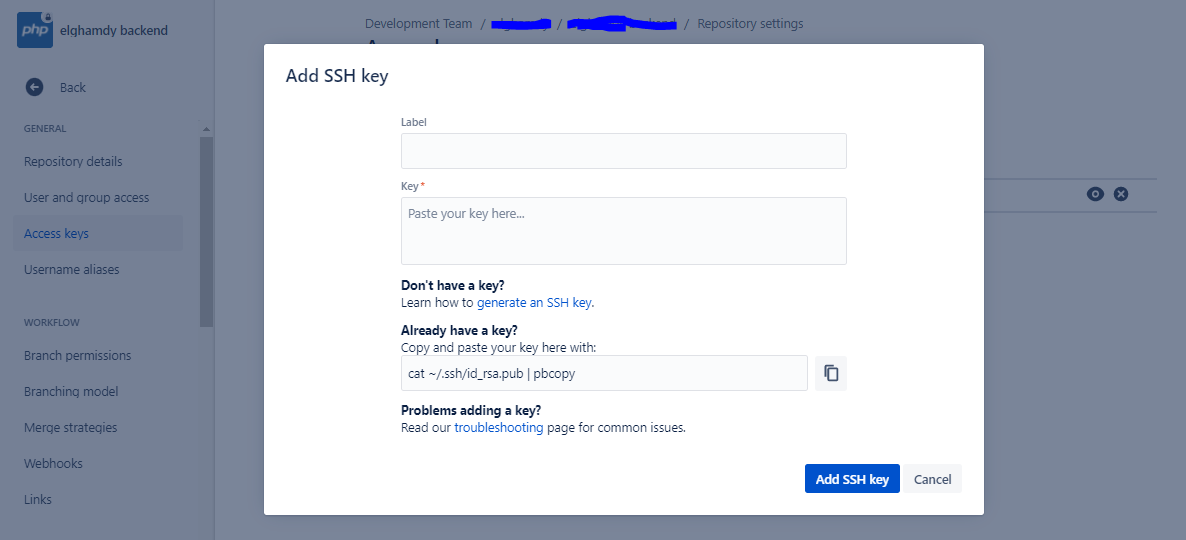 php
elghamdy backend
Back
GENERAL
Repository details
User and group access
Access keys
Username aliases
WORKFLOW
Branch permissions
Branching model
Merge strategies
Webhooks
Links
Development Team / / / Repository settings
Add SSH key
Label
Key*
Paste your key here...
Don't have a key?
Learn how to generate an SSH key.
Already have a key?
Copy and paste your key here with:
cat ~/.ssh/id_rsa.pub | pbcopy
Problems adding a key?
Read our troubleshooting page for common issues.
Add SSH key
Cancel